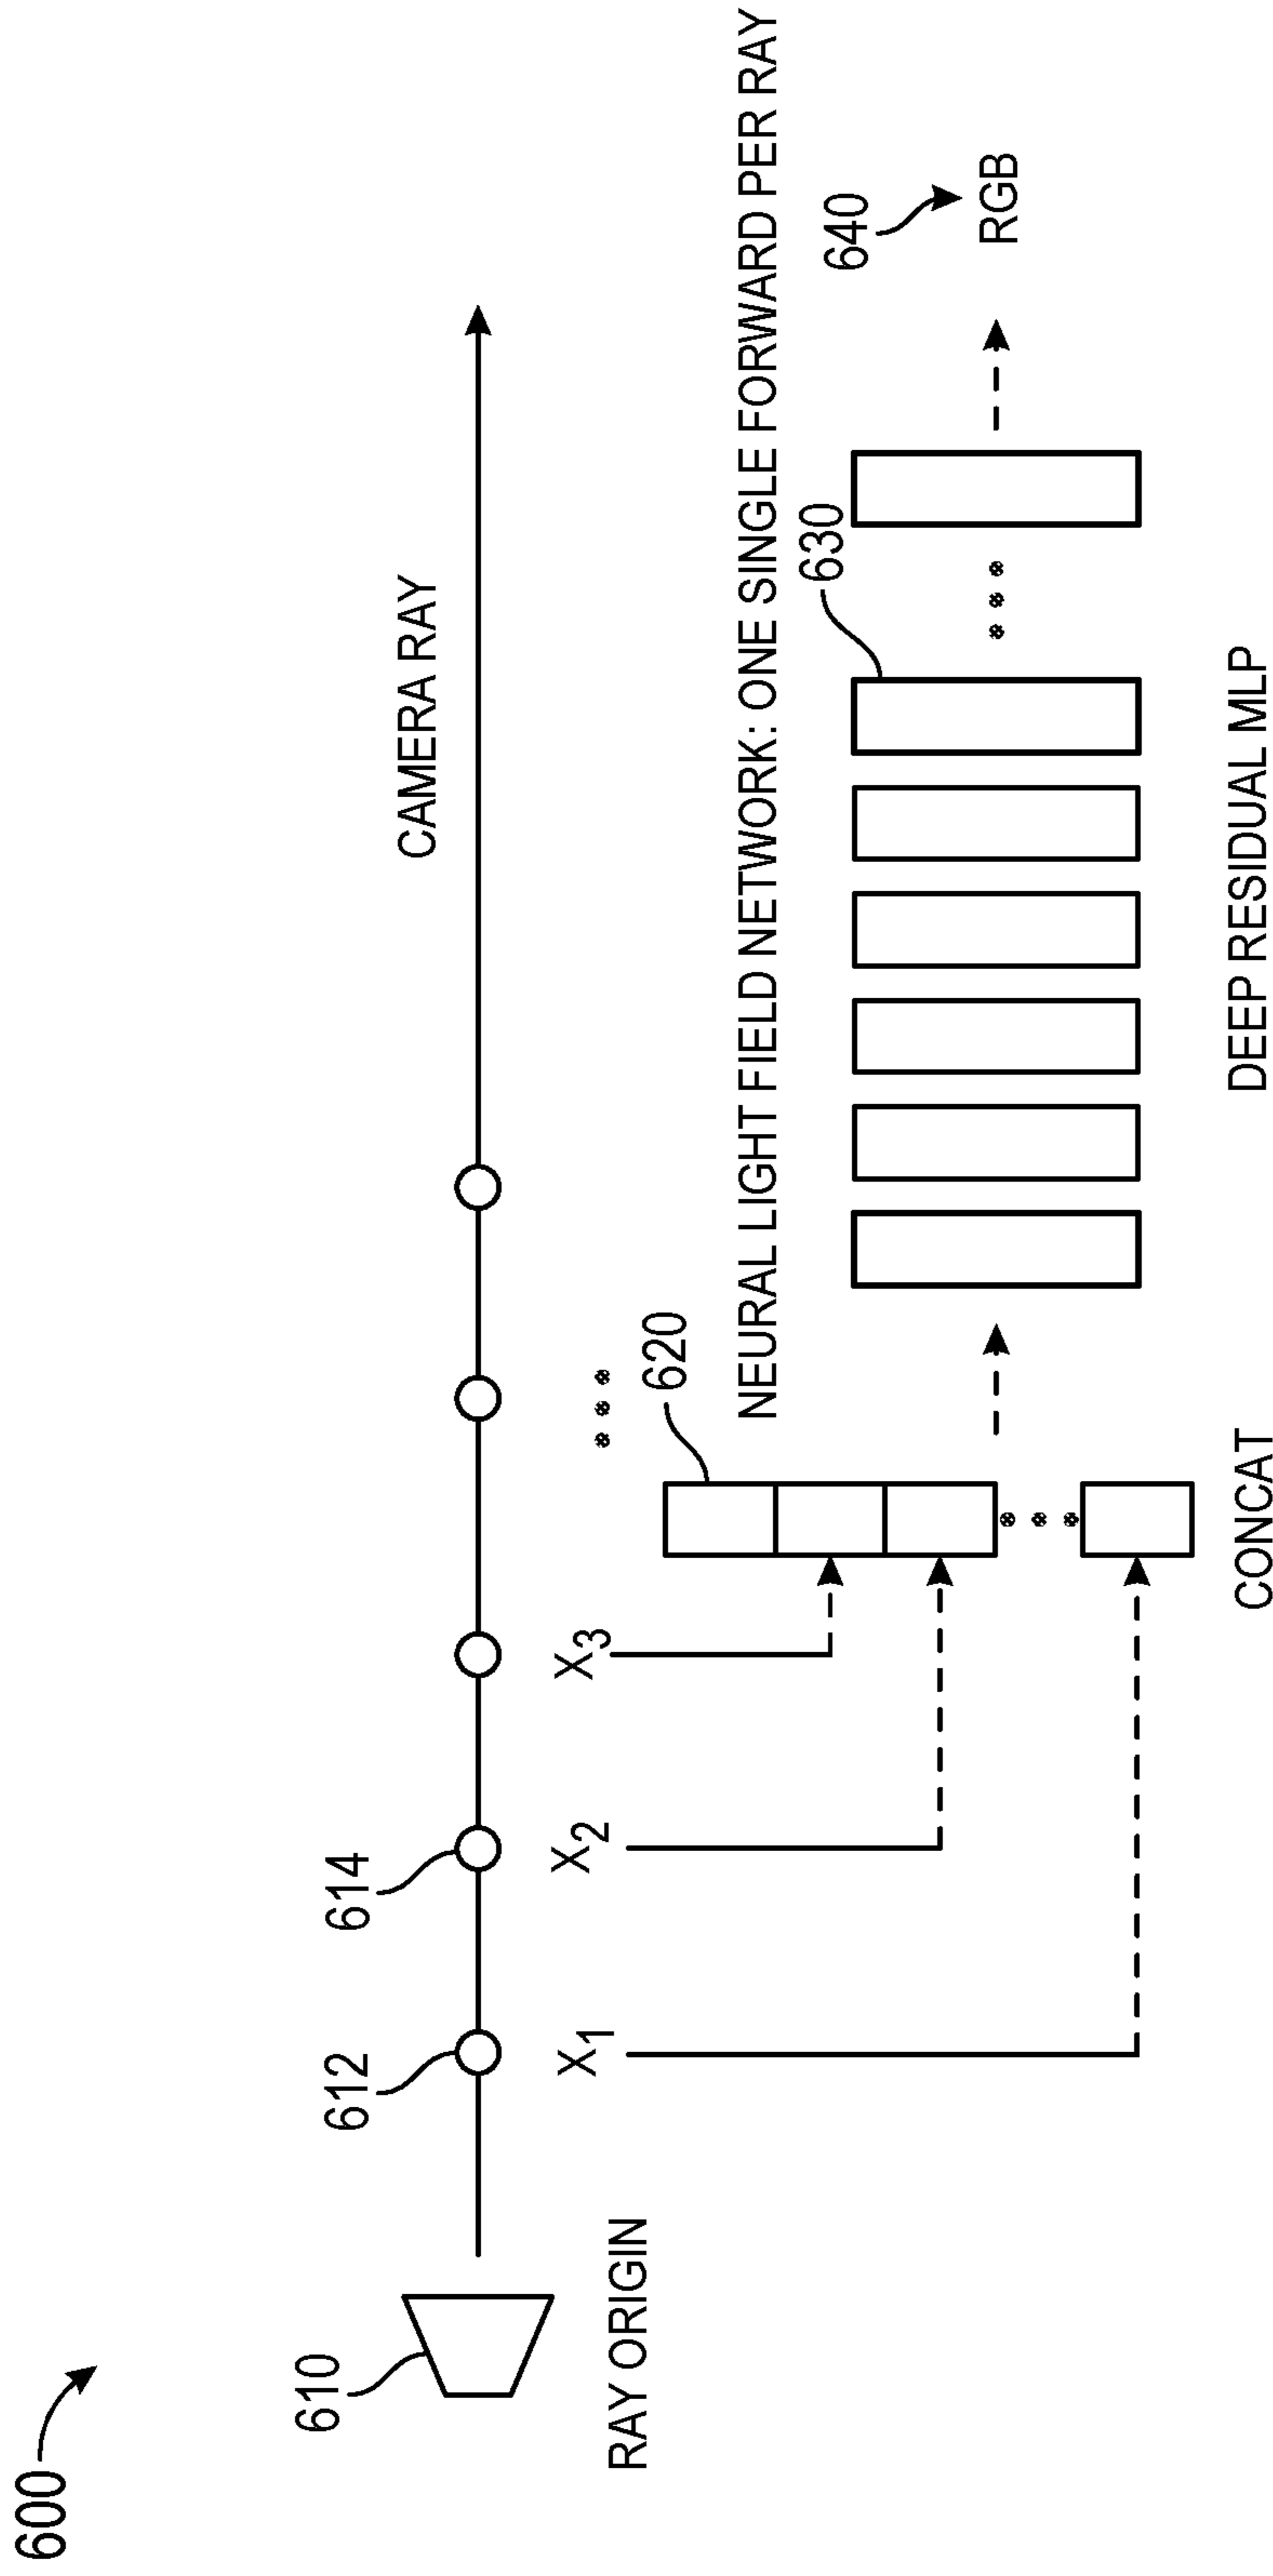 600
610
612
614
CAMERA RAY
RAY ORIGIN
X1
X2
X3
620
NEURAL LIGHT FIELD NETWORK: ONE SINGLE FORWARD PER RAY
630
640
RGB
CONCAT
DEEP RESIDUAL MLP